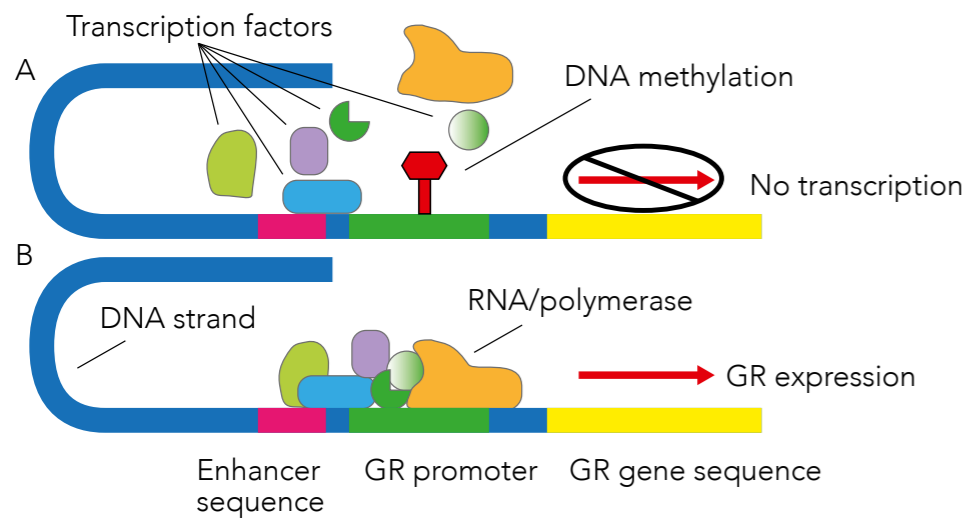 Transcription factors
A
DNA methylation
No transcription
B
DNA strand
RNA/polymerase
GR expression
Enhancer
sequence
GR promoter
GR gene sequence